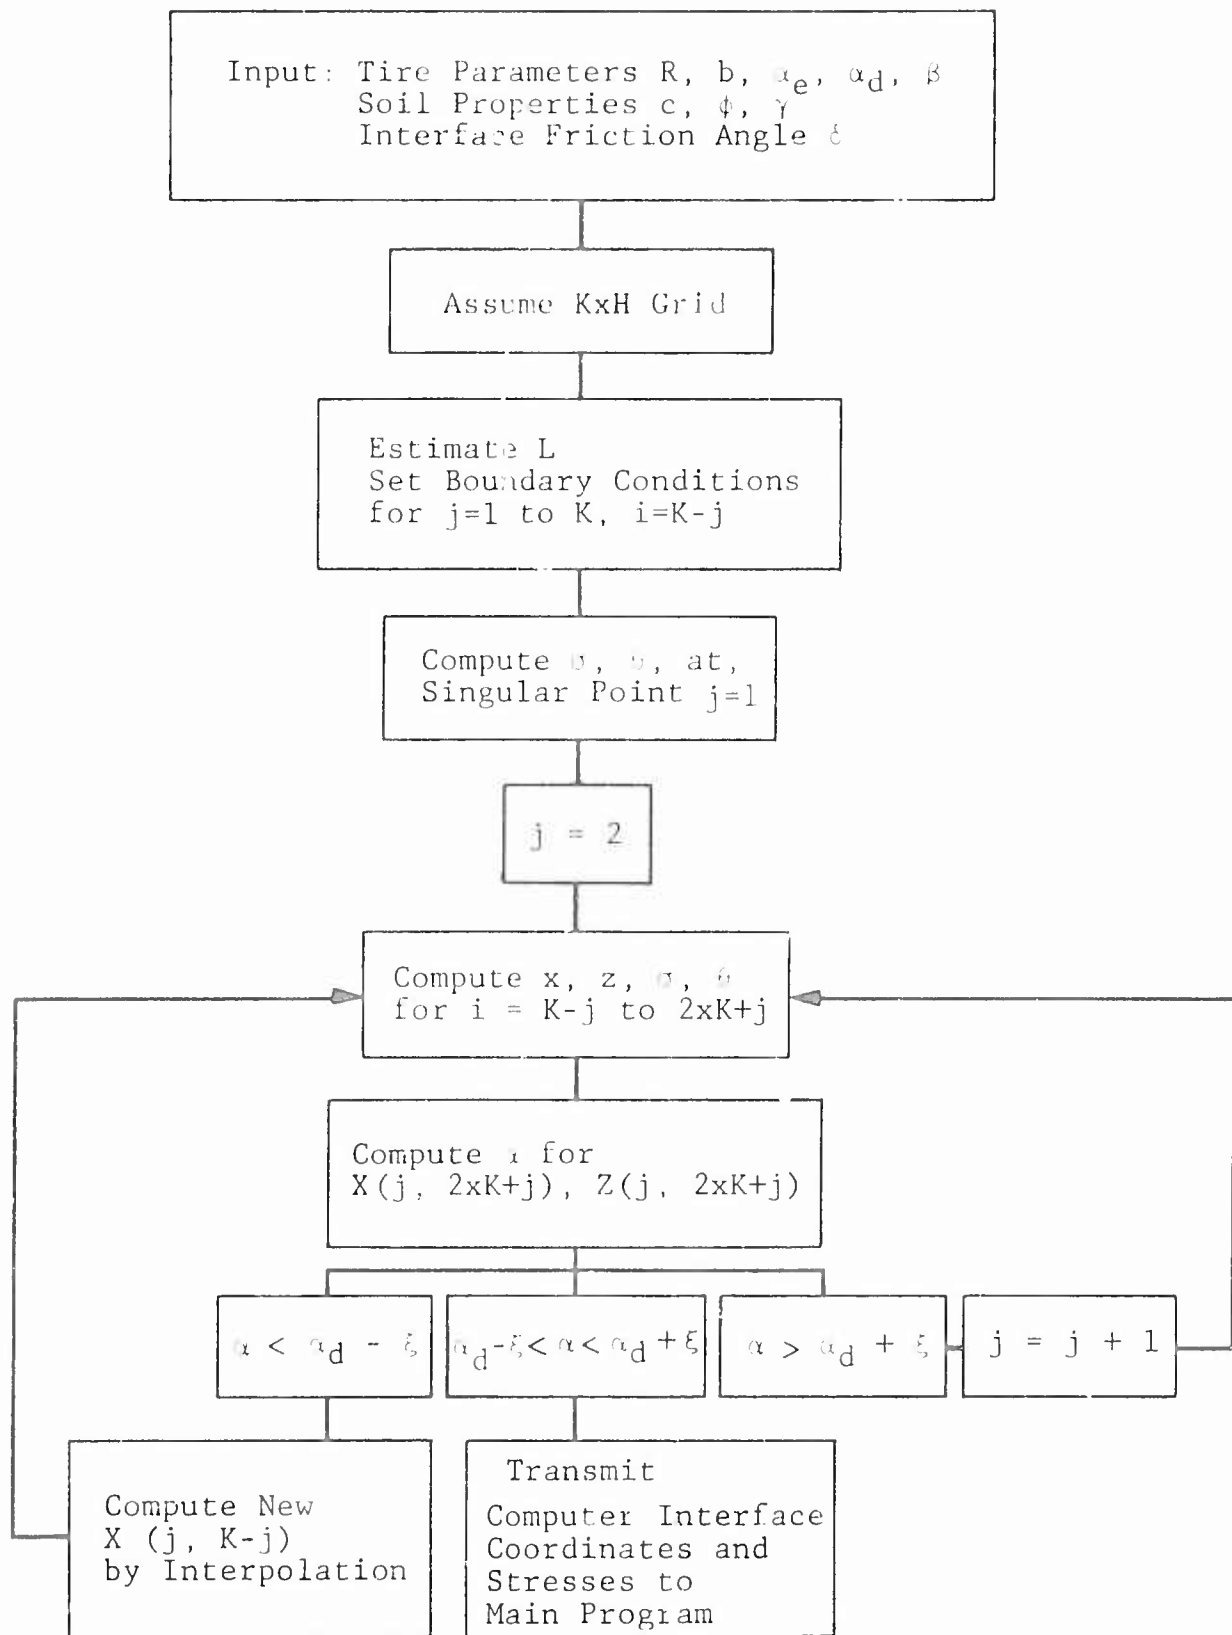 Input: Tire Parameters R, b, αe, αd, β
Soil Properties c, ϕ, γ
Interface Friction Angle δ
Assume KxH Grid
Estimate L
Set Boundary Conditions
for j=1 to K, i=K-j
Compute , , at,
Singular Point j=1
j = 2
Compute x, z, σ, θ
for i = K-j to 2xK+j
Compute α for
X(j, 2xK+j), Z(j, 2xK+j)
α < αd - ξ
αd-ξ< α< αd +ξ
α > αd + ξ
j = j + 1
Compute New
X (j, K-j)
by Interpolation
Transmit
Computer Interface
Coordinates and
Stresses to
Main Program